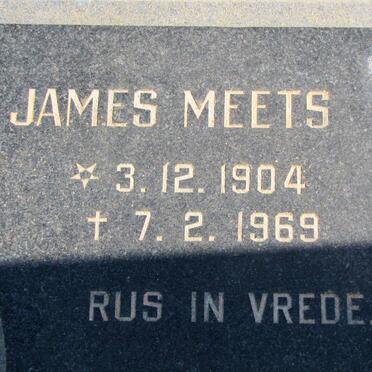 JAMES MEETS
☆ 3. 12. 1904
† 7. 2. 1969
RUS IN VREDE.